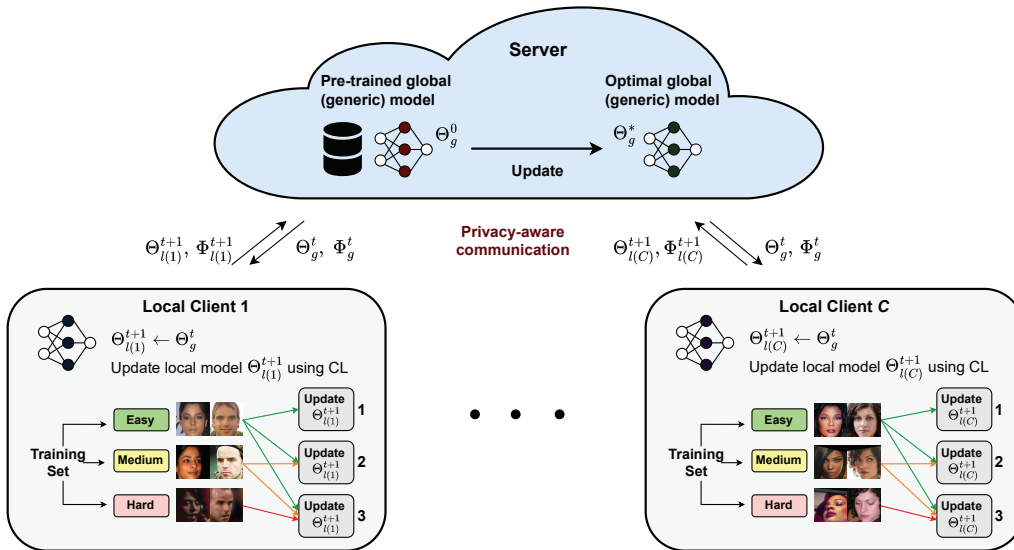 Server
Pre-trained global
(generic) model
Optimal global
(generic) model
Θ_g^0
Θ_g^*
Update
Privacy-aware
communication
Θ_{l(1)}^{t+1}, Φ_{l(1)}^{t+1}
Θ_g^t, Φ_g^t
Θ_{l(C)}^{t+1}, Φ_{l(C)}^{t+1}
Θ_g^t, Φ_g^t
Local Client 1
Θ_{l(1)}^{t+1} ← Θ_g^t
Update local model Θ_{l(1)}^{t+1} using CL
Training
Set
Easy
Medium
Hard
Update
Θ_{l(1)}^{t+1}
1
Update
Θ_{l(1)}^{t+1}
2
Update
Θ_{l(1)}^{t+1}
3
Local Client C
Θ_{l(C)}^{t+1} ← Θ_g^t
Update local model Θ_{l(C)}^{t+1} using CL
Training
Set
Easy
Medium
Hard
Update
Θ_{l(C)}^{t+1}
1
Update
Θ_{l(C)}^{t+1}
2
Update
Θ_{l(C)}^{t+1}
3